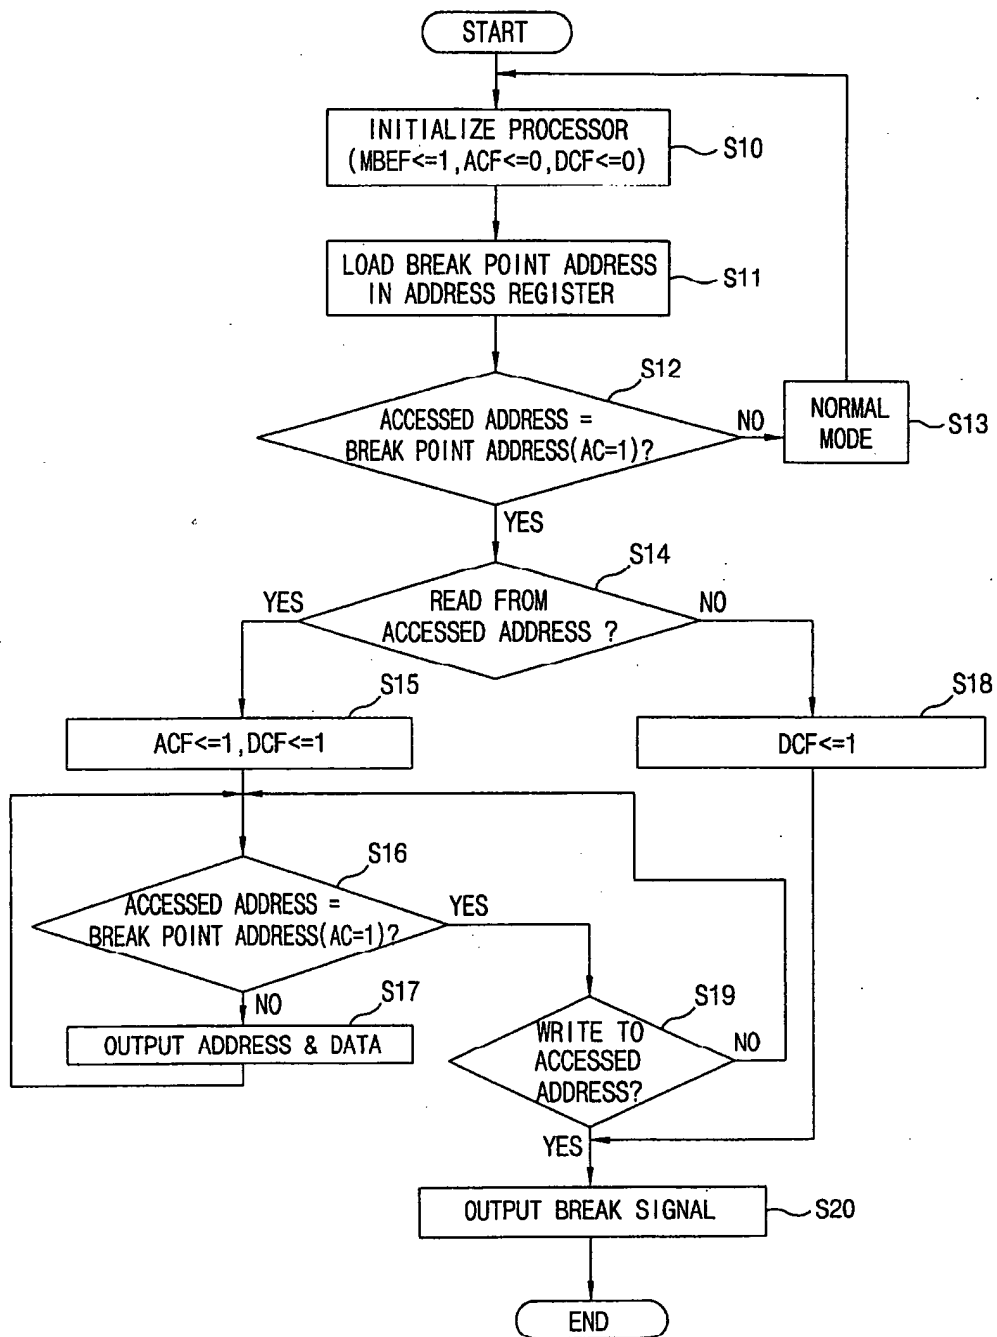 START
INITIALIZE PROCESSOR
(MBEF<=1,ACF<=0,DCF<=0)
S10
LOAD BREAK POINT ADDRESS
IN ADDRESS REGISTER
S11
S12
ACCESSED ADDRESS =
BREAK POINT ADDRESS(AC=1)?
NO
NORMAL
MODE
S13
YES
S14
YES
READ FROM
ACCESSED ADDRESS ?
NO
S15
ACF<=1,DCF<=1
S18
DCF<=1
S16
ACCESSED ADDRESS =
BREAK POINT ADDRESS(AC=1)?
YES
NO
S17
OUTPUT ADDRESS & DATA
S19
WRITE TO
ACCESSED
ADDRESS?
NO
YES
OUTPUT BREAK SIGNAL
S20
END